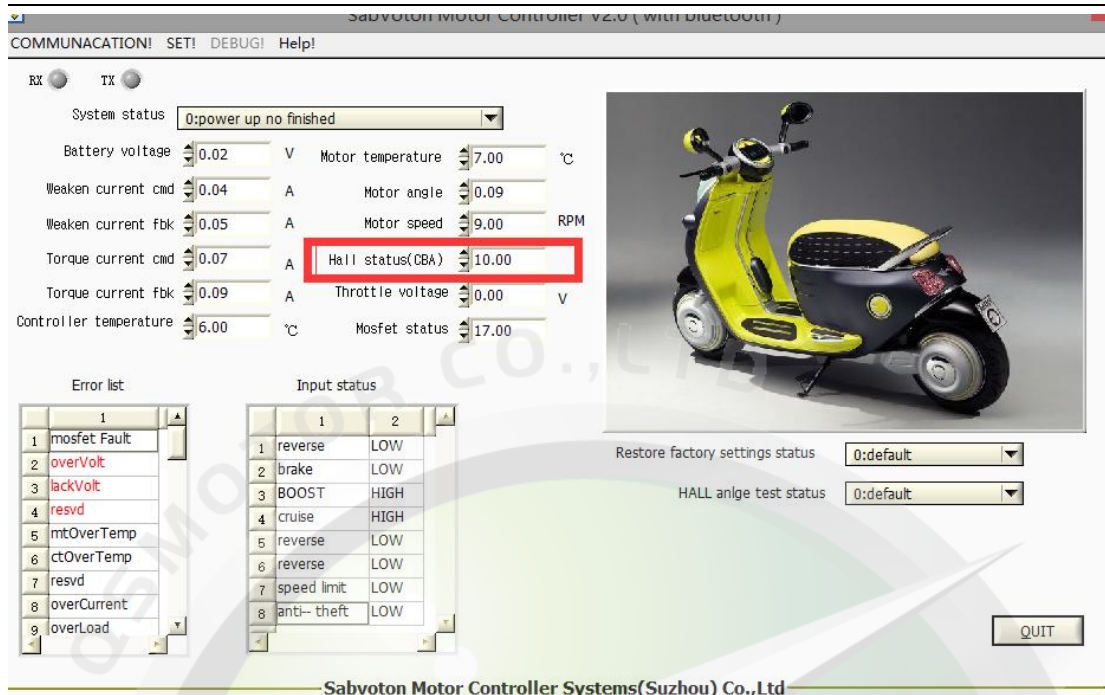 Sabvoton Motor Controller V2.0 ( with bluetooth )
COMMUNACATION! SET! DEBUG! Help!
RX TX
System status 0:power up no finished
Battery voltage 0.02 V Motor temperature 7.00 °C
Weaken current cmd 0.04 A Motor angle 0.09
Weaken current fbk 0.05 A Motor speed 9.00 RPM
Torque current cmd 0.07 A Hall status(CBA) 10.00
Torque current fbk 0.09 A Throttle voltage 0.00 V
Controller temperature 6.00 °C Mosfet status 17.00
Error list
1
1 mosfet Fault
2 overVolt
3 lackVolt
4 resvd
5 mtOverTemp
6 ctOverTemp
7 resvd
8 overCurrent
9 overLoad
Input status
1 2
1 reverse LOW
2 brake LOW
3 BOOST HIGH
4 cruise HIGH
5 reverse LOW
6 reverse LOW
7 speed limit LOW
8 anti-- theft LOW
Restore factory settings status 0:default
HALL anlge test status 0:default
QUIT
Sabvoton Motor Controller Systems(Suzhou) Co.,Ltd
QSMOTOR CO.,LTD